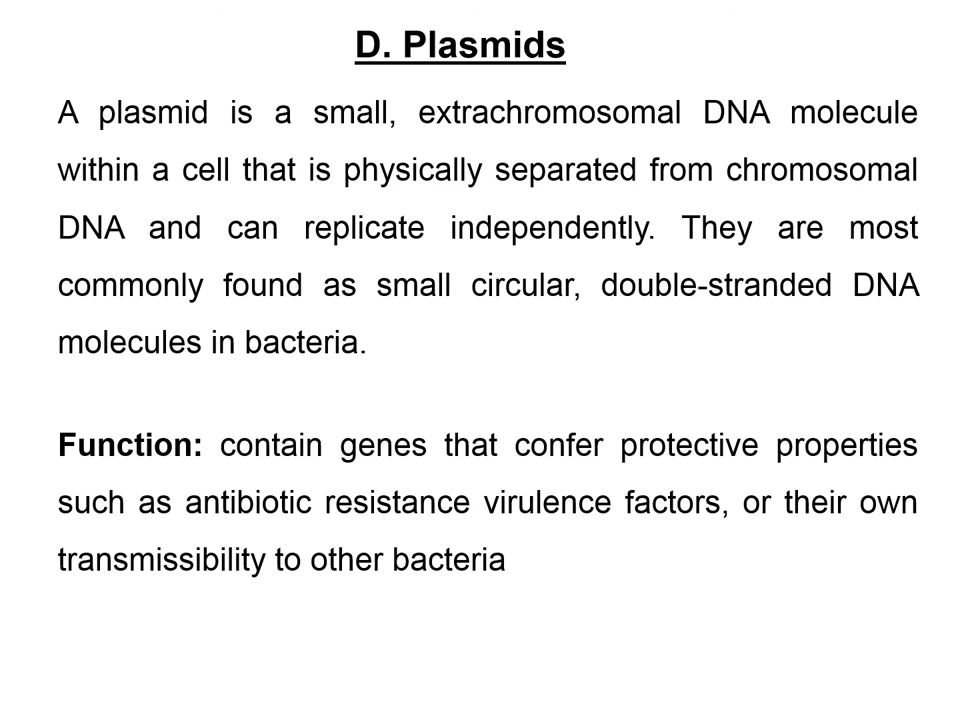 D. Plasmids
A plasmid is a small, extrachromosomal DNA molecule
within a cell that is physically separated from chromosomal
DNA and can replicate independently. They are most
commonly found as small circular, double-stranded DNA
molecules in bacteria.
Function: contain genes that confer protective properties
such as antibiotic resistance virulence factors, or their own
transmissibility to other bacteria